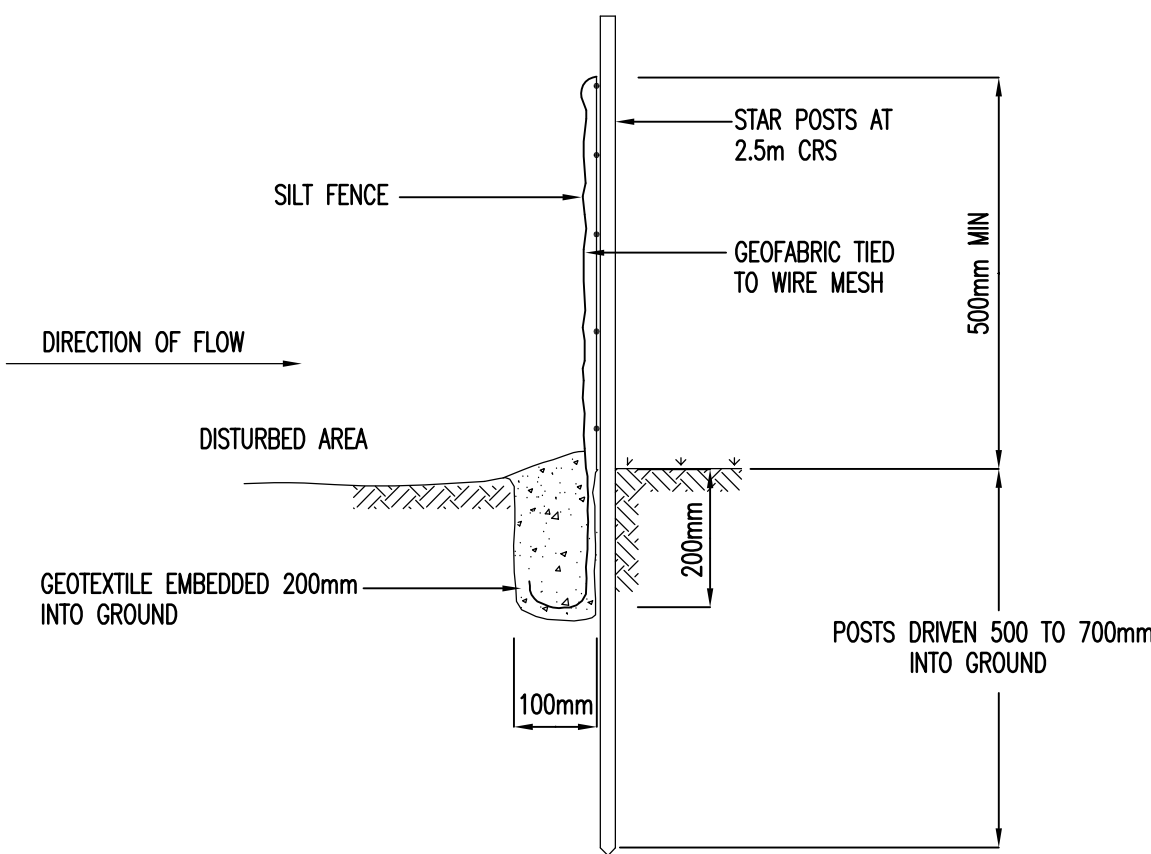 STAR POSTS AT
2.5m CRS
SILT FENCE
500mm MIN
GEOFABRIC TIED
TO WIRE MESH
DIRECTION OF FLOW
DISTURBED AREA
200mm
GEOTEXTILE EMBEDDED 200mm
INTO GROUND
POSTS DRIVEN 500 TO 700mm
INTO GROUND
100mm